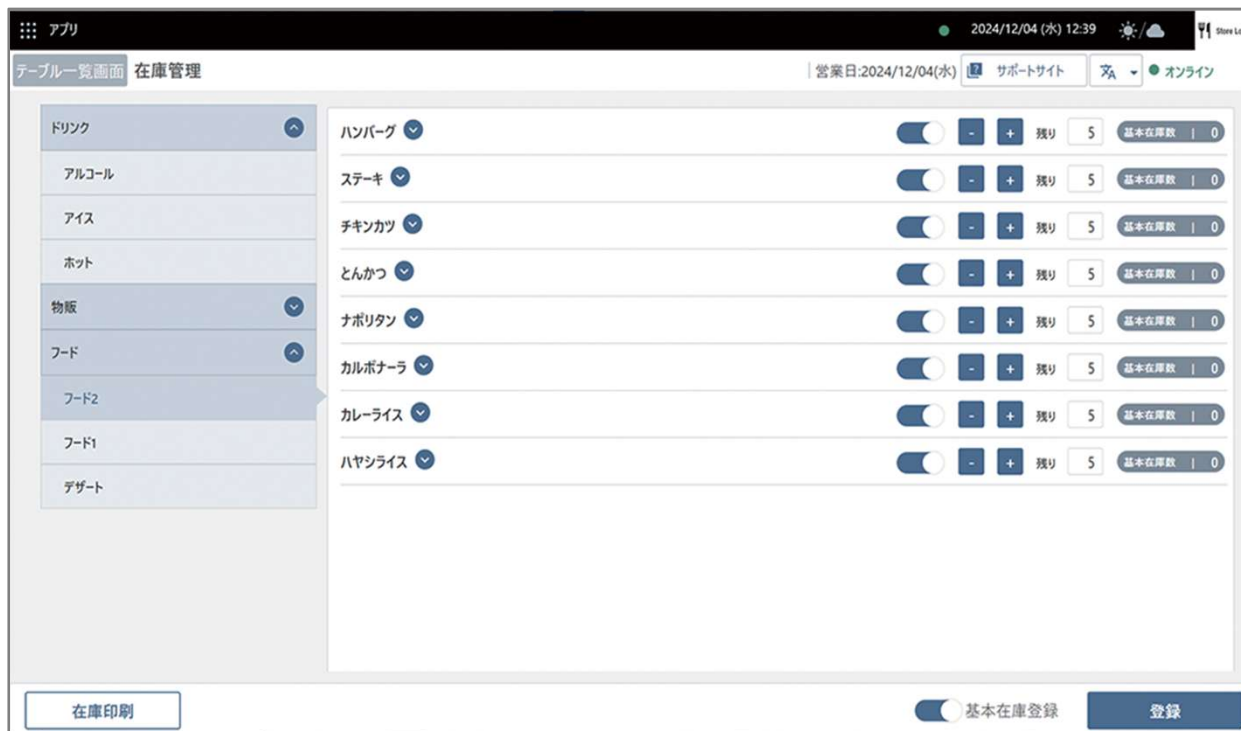 アプリ 2024/12/04 (水) 12:39
テーブル一覧画面 在庫管理 営業日:2024/12/04(水) サポートサイト 文A オンライン
ドリンク
アルコール
アイス
ホット
物販
フード
フード2
フード1
デザート
ハンバーグ - + 残り 5 基本在庫数 | 0
ステーキ - + 残り 5 基本在庫数 | 0
チキンカツ - + 残り 5 基本在庫数 | 0
とんかつ - + 残り 5 基本在庫数 | 0
ナポリタン - + 残り 5 基本在庫数 | 0
カルボナーラ - + 残り 5 基本在庫数 | 0
カレーライス - + 残り 5 基本在庫数 | 0
ハヤシライス - + 残り 5 基本在庫数 | 0
在庫印刷 基本在庫登録 登録